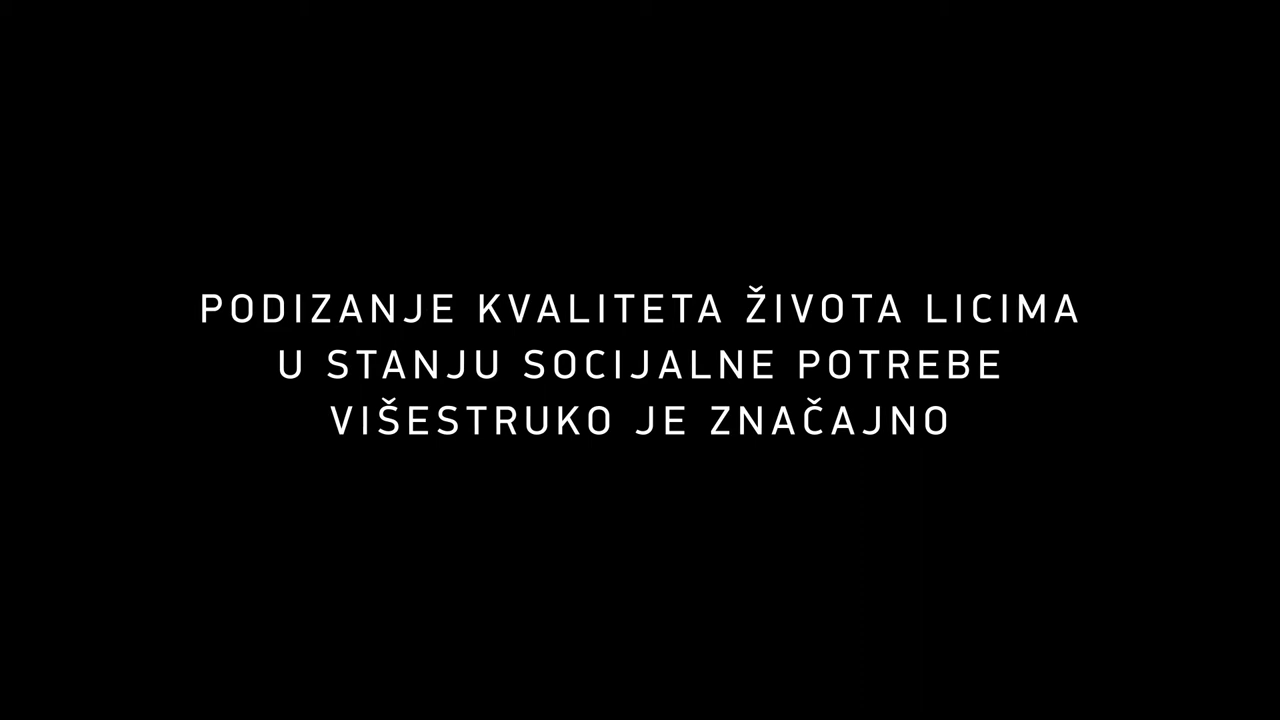 PODIZANJE KVALITETA ŽIVOTA LICIMA
U STANJU SOCIJALNE POTREBE
VIŠESTRUKO JE ZNAČAJNO